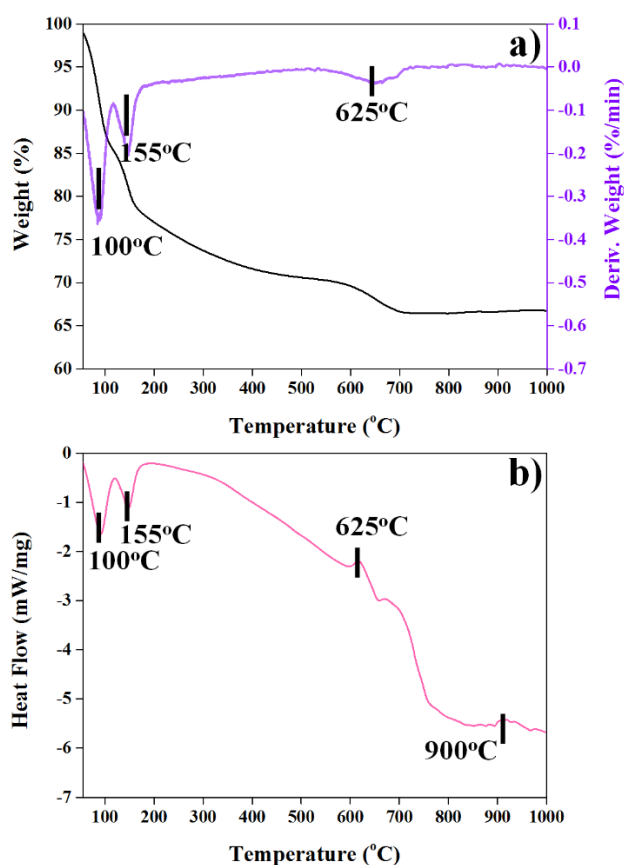 a)
100
95
90
85
80
75
70
65
60
Weight (%)
0.1
0.0
-0.1
-0.2
-0.3
-0.4
-0.5
-0.6
-0.7
Deriv. Weight (%/min)
625°C
155°C
100°C
100 200 300 400 500 600 700 800 900 1000
Temperature (°C)
b)
0
-1
-2
-3
-4
-5
-6
-7
Heat Flow (mW/mg)
155°C
100°C
625°C
900°C
100 200 300 400 500 600 700 800 900 1000
Temperature (°C)